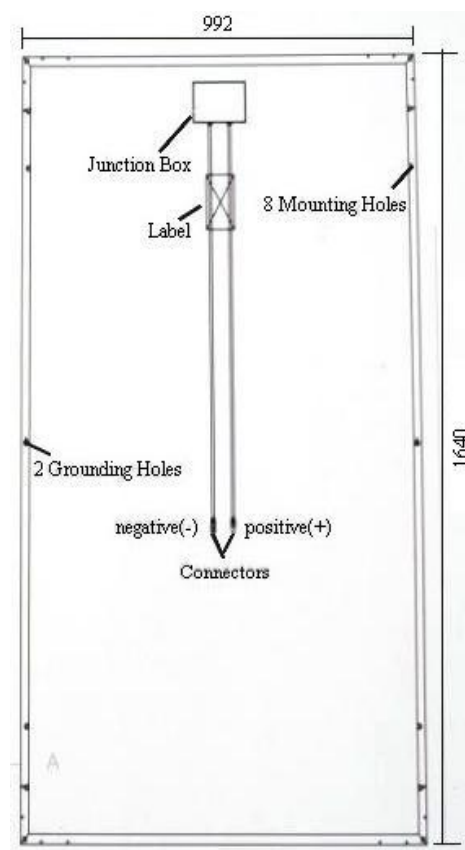 992
Junction Box
8 Mounting Holes
Label
1640
2 Grounding Holes
negative(-)
positive(+)
Connectors
A